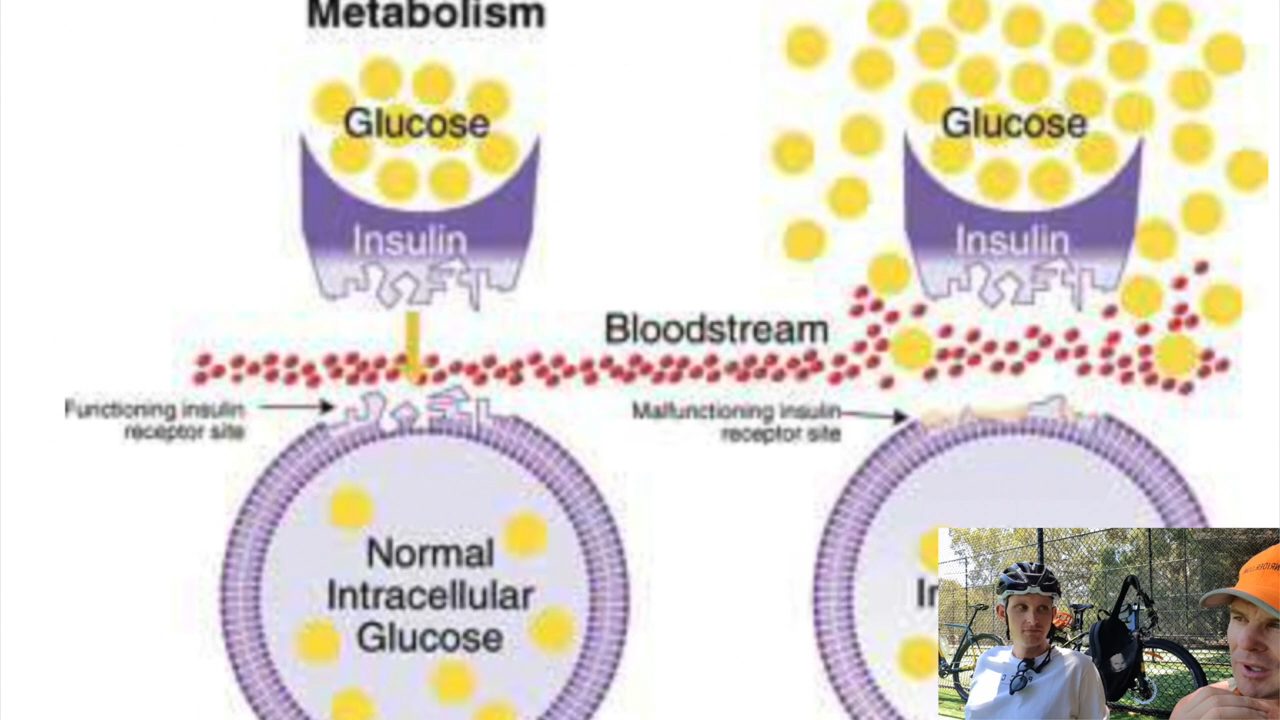 Metabolism
Glucose
Insulin
Glucose
Insulin
Bloodstream
Functioning insulin
receptor site
Malfunctioning insulin
receptor site
Normal
Intracellular
Glucose